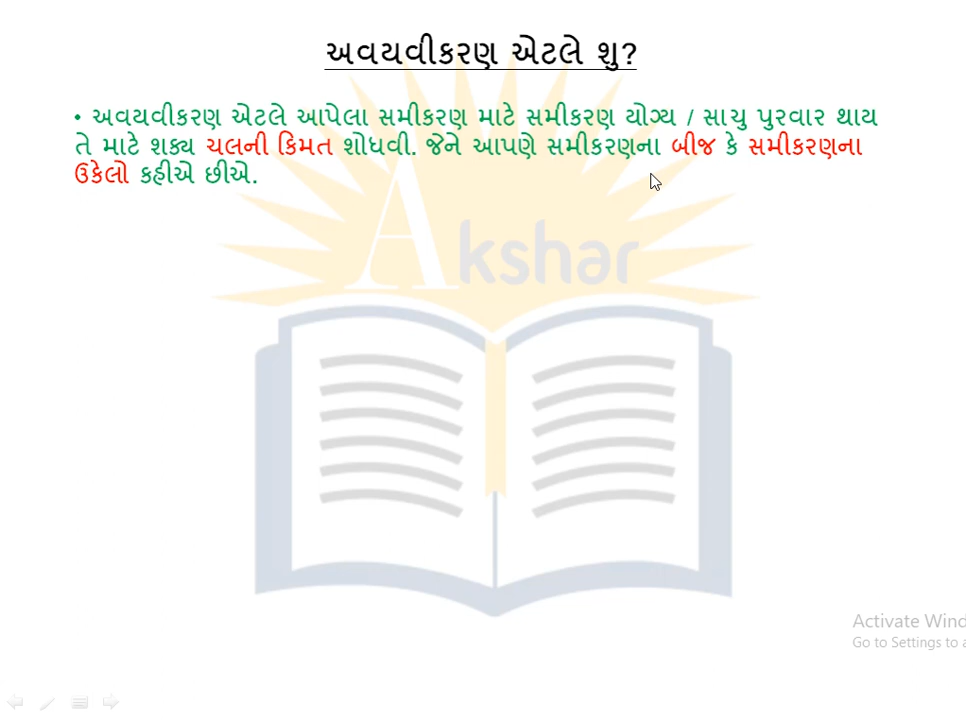 અવયવીકરણ એટલે શુ?
• અવયવીકરણ એટલે આપેલા સમીકરણ માટે સમીકરણ યોગ્ય / સાચુ પુરવાર થાય
તે માટે શક્ય ચલની કિમત શોધવી. જેને આપણે સમીકરણના બીજ કે સમીકરણના
ઉકેલો કહીએ છીએ.
Akshar
Activate Wind
Go to Settings to a